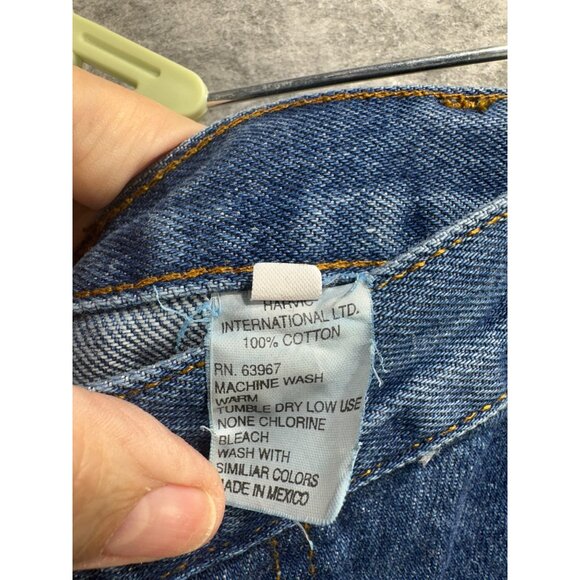 HARVIC
INTERNATIONAL LTD.
100% COTTON
RN. 63967
MACHINE WASH
WARM
TUMBLE DRY LOW USE
NONE CHLORINE
BLEACH
WASH WITH
SIMILIAR COLORS
MADE IN MEXICO